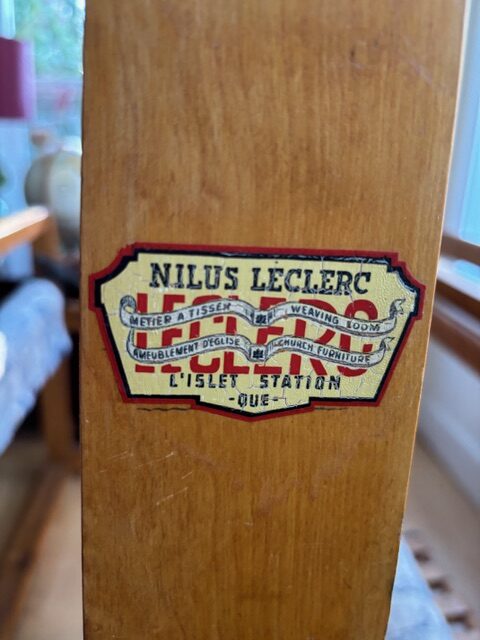 NILUS LECLERC
LECLERC
METIER A TISSER WEAVING LOOM
AMEUBLEMENT D'EGLISE CHURCH FURNITURE
L'ISLET STATION
-QUE-